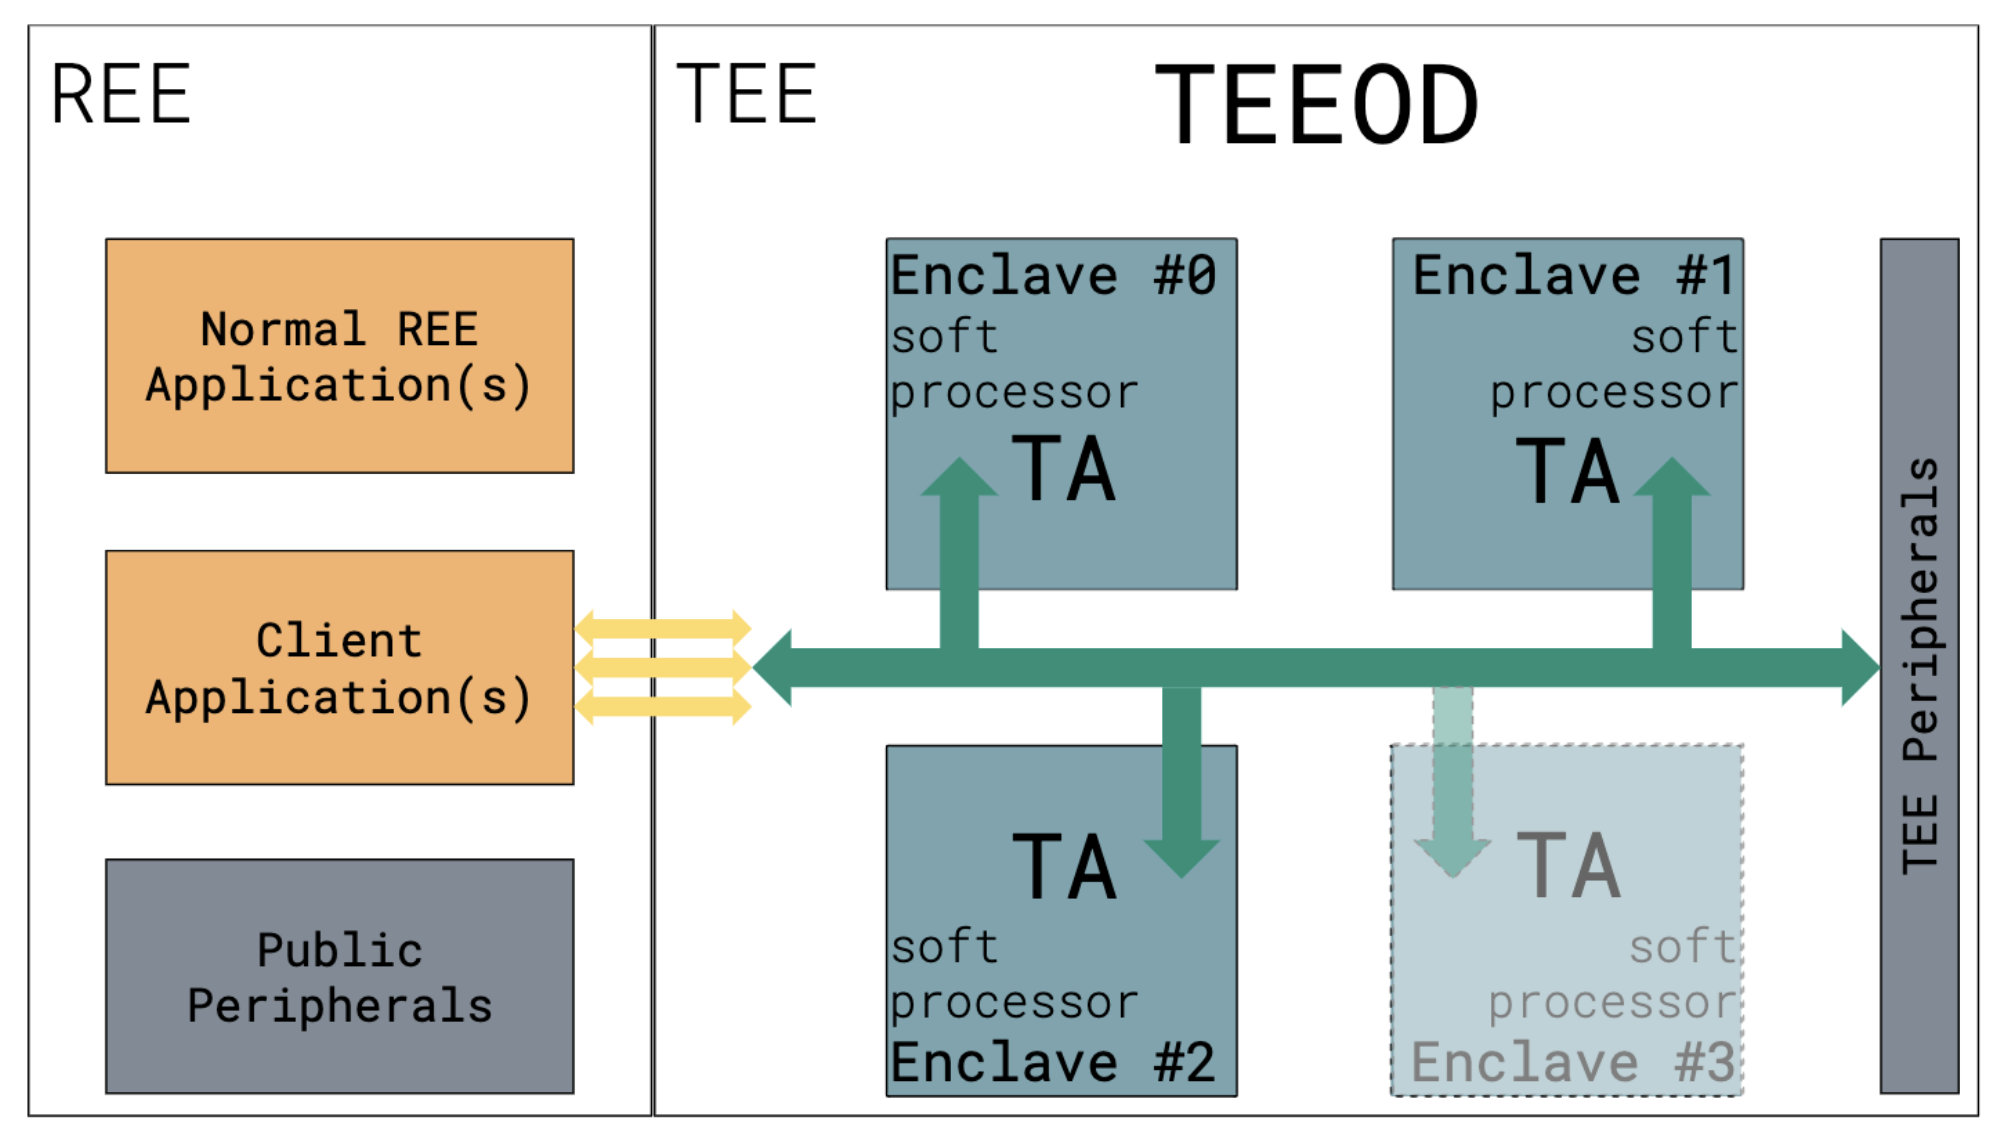 REE
Normal REE
Application(s)
Client
Application(s)
Public
Peripherals
TEE
TEEOD
Enclave #0
soft
processor
TA
Enclave #1
soft
processor
TA
TA
soft
processor
Enclave #2
TA
soft
processor
Enclave #3
TEE Peripherals